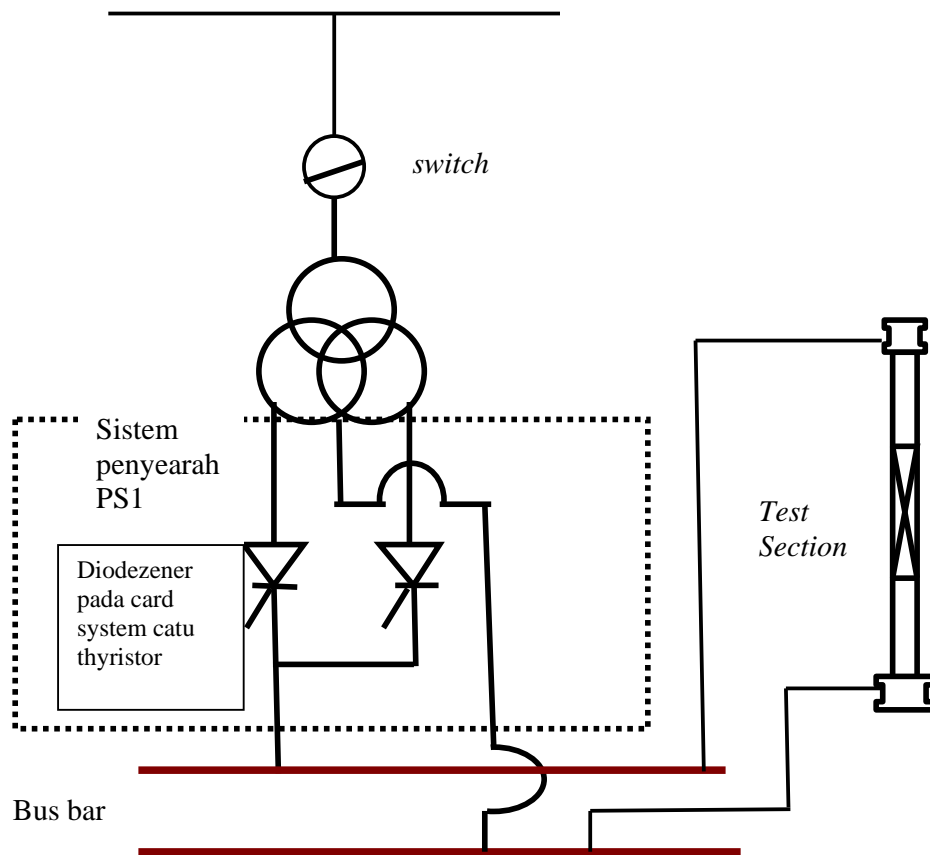 switch
Sistem
penyearah
PS1
Test
Section
Diodezener
pada card
system catu
thyristor
Bus bar